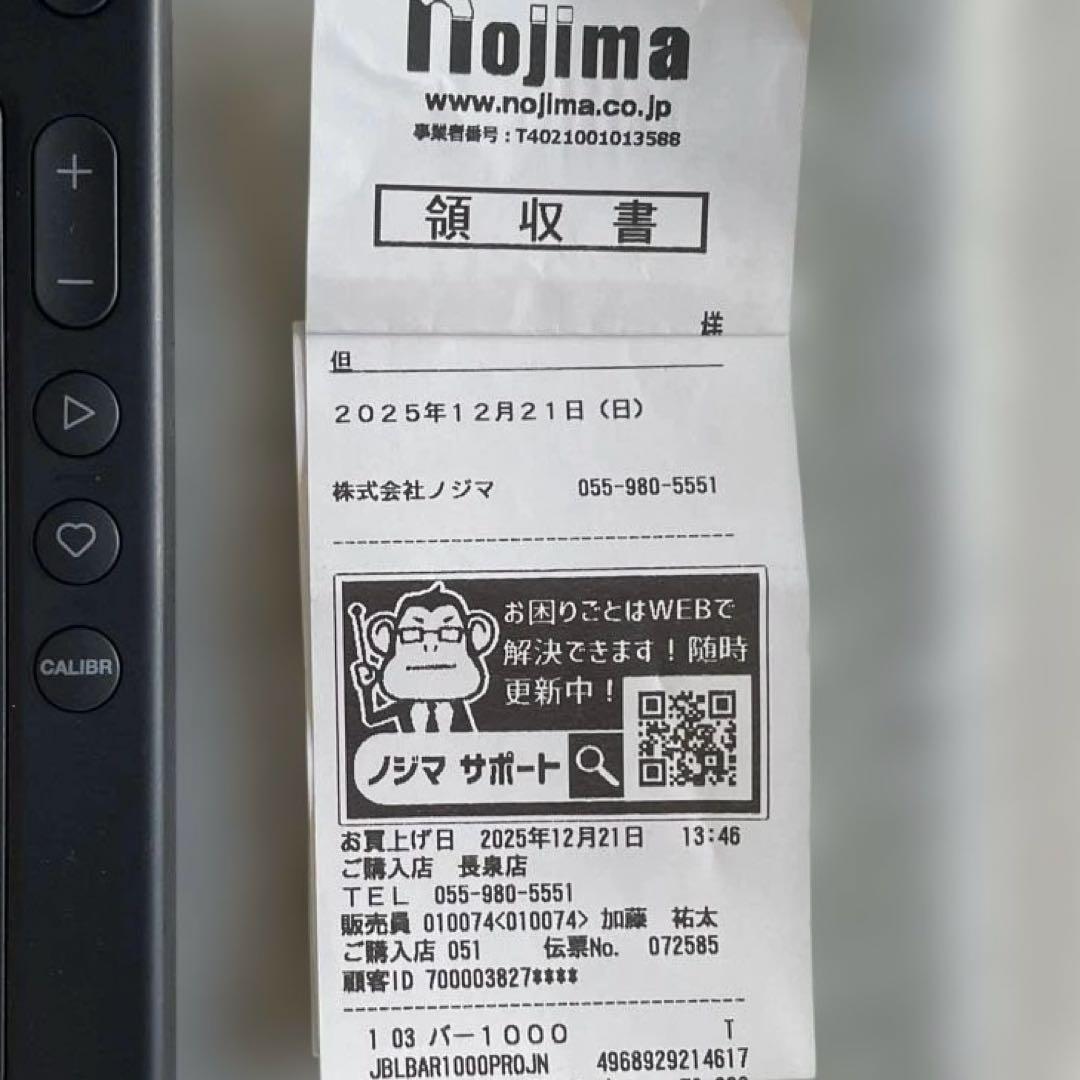 nojima
www.nojima.co.jp
事業者番号：T4021001013588
領収書
様
但
2025年12月21日（日）
株式会社ノジマ 055-980-5551
お困りごとはWEBで
解決できます！随時
更新中！
ノジマ サポート
お買上げ日 2025年12月21日 13:46
ご購入店 長泉店
TEL 055-980-5551
販売員 010074<010074> 加藤 祐太
ご購入店 051 伝票No. 072585
顧客ID 700003827****
1 03 バー1000 T
JBLBAR1000PROJN 4968929214617
CALIBR